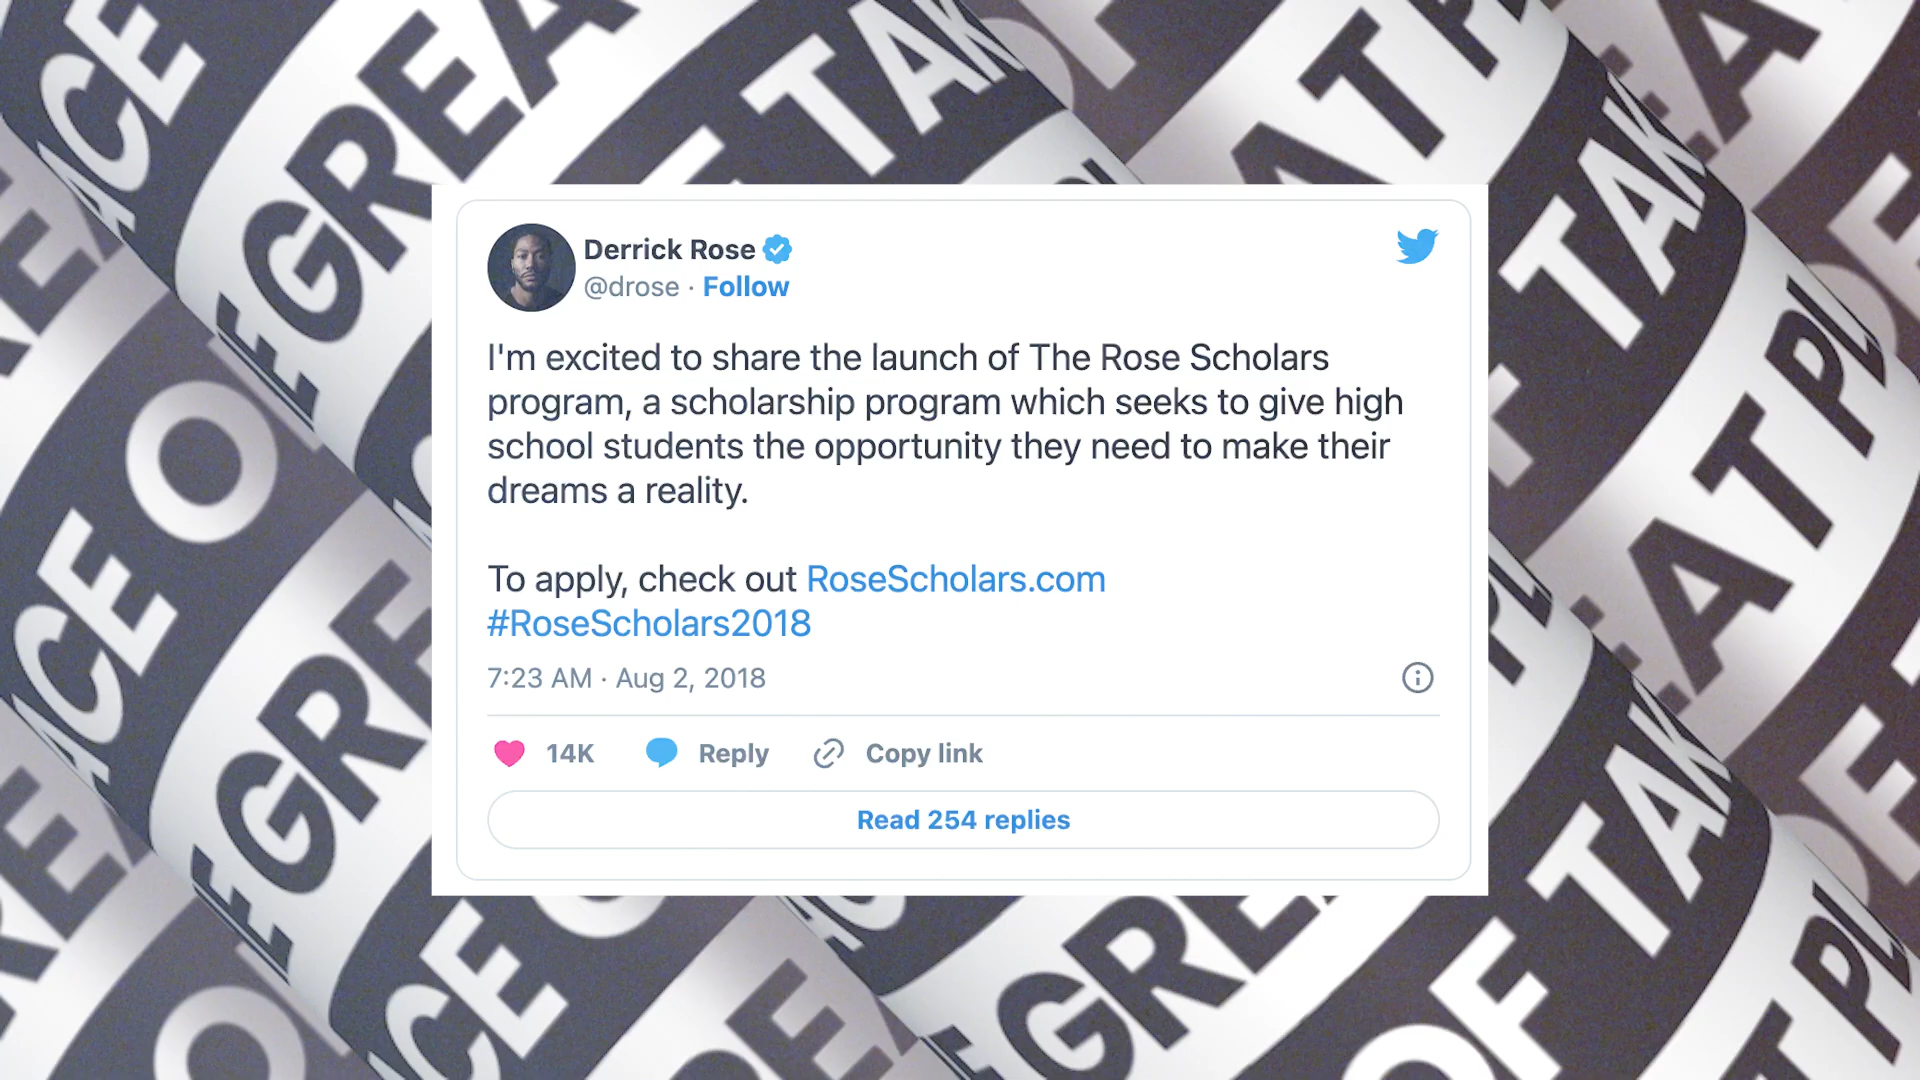 Derrick Rose
@drose · Follow
I'm excited to share the launch of The Rose Scholars
program, a scholarship program which seeks to give high
school students the opportunity they need to make their
dreams a reality.
To apply, check out RoseScholars.com
#RoseScholars2018
7:23 AM · Aug 2, 2018
14K Reply Copy link
Read 254 replies